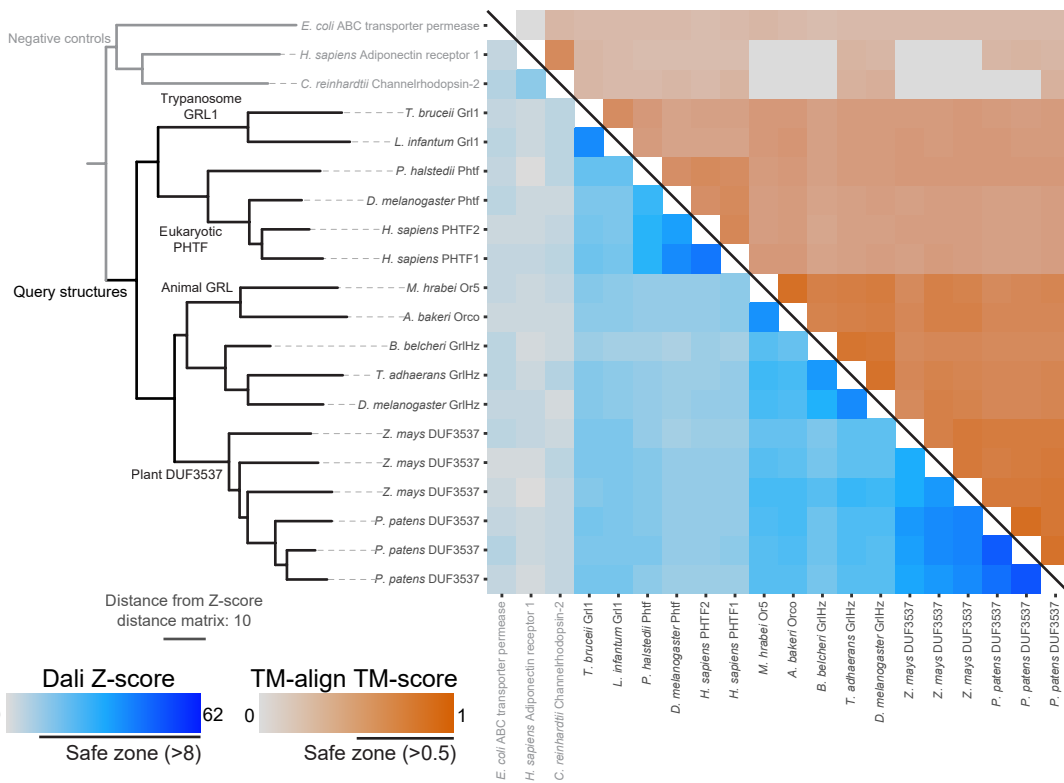 Negative controls
Trypanosome
GRL1
Eukaryotic
PHTF
Query structures
Animal GRL
Plant DUF3537
E. coli ABC transporter permease
H. sapiens Adiponectin receptor 1
C. reinhardtii Channelrhodopsin-2
T. bruceii Grl1
L. infantum Grl1
P. halstedii Phtf
D. melanogaster Phtf
H. sapiens PHTF2
H. sapiens PHTF1
M. hrabei Or5
A. bakeri Orco
B. belcheri GrlHz
T. adhaerans GrlHz
D. melanogaster GrlHz
Z. mays DUF3537
Z. mays DUF3537
Z. mays DUF3537
P. patens DUF3537
P. patens DUF3537
P. patens DUF3537
Distance from Z-score
distance matrix: 10
Dali Z-score
62
Safe zone (>8)
TM-align TM-score
0
1
Safe zone (>0.5)
E. coli ABC transporter permease
H. sapiens Adiponectin receptor 1
C. reinhardtii Channelrhodopsin-2
T. bruceii Grl1
L. infantum Grl1
P. halstedii Phtf
D. melanogaster Phtf
H. sapiens PHTF2
H. sapiens PHTF1
M. hrabei Or5
A. bakeri Orco
B. belcheri GrlHz
T. adhaerans GrlHz
D. melanogaster GrlHz
Z. mays DUF3537
Z. mays DUF3537
Z. mays DUF3537
P. patens DUF3537
P. patens DUF3537
P. patens DUF3537